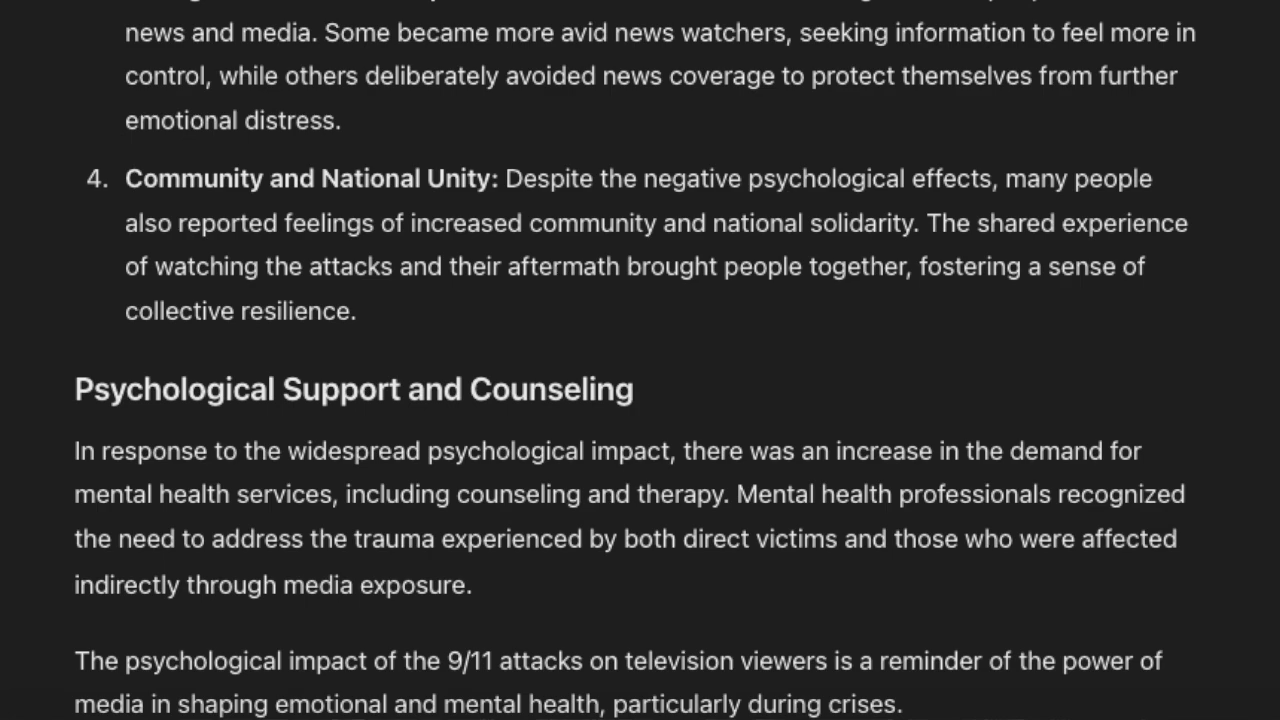 news and media. Some became more avid news watchers, seeking information to feel more in
control, while others deliberately avoided news coverage to protect themselves from further
emotional distress.
4. Community and National Unity: Despite the negative psychological effects, many people
also reported feelings of increased community and national solidarity. The shared experience
of watching the attacks and their aftermath brought people together, fostering a sense of
collective resilience.
Psychological Support and Counseling
In response to the widespread psychological impact, there was an increase in the demand for
mental health services, including counseling and therapy. Mental health professionals recognized
the need to address the trauma experienced by both direct victims and those who were affected
indirectly through media exposure.
The psychological impact of the 9/11 attacks on television viewers is a reminder of the power of
media in shaping emotional and mental health, particularly during crises.